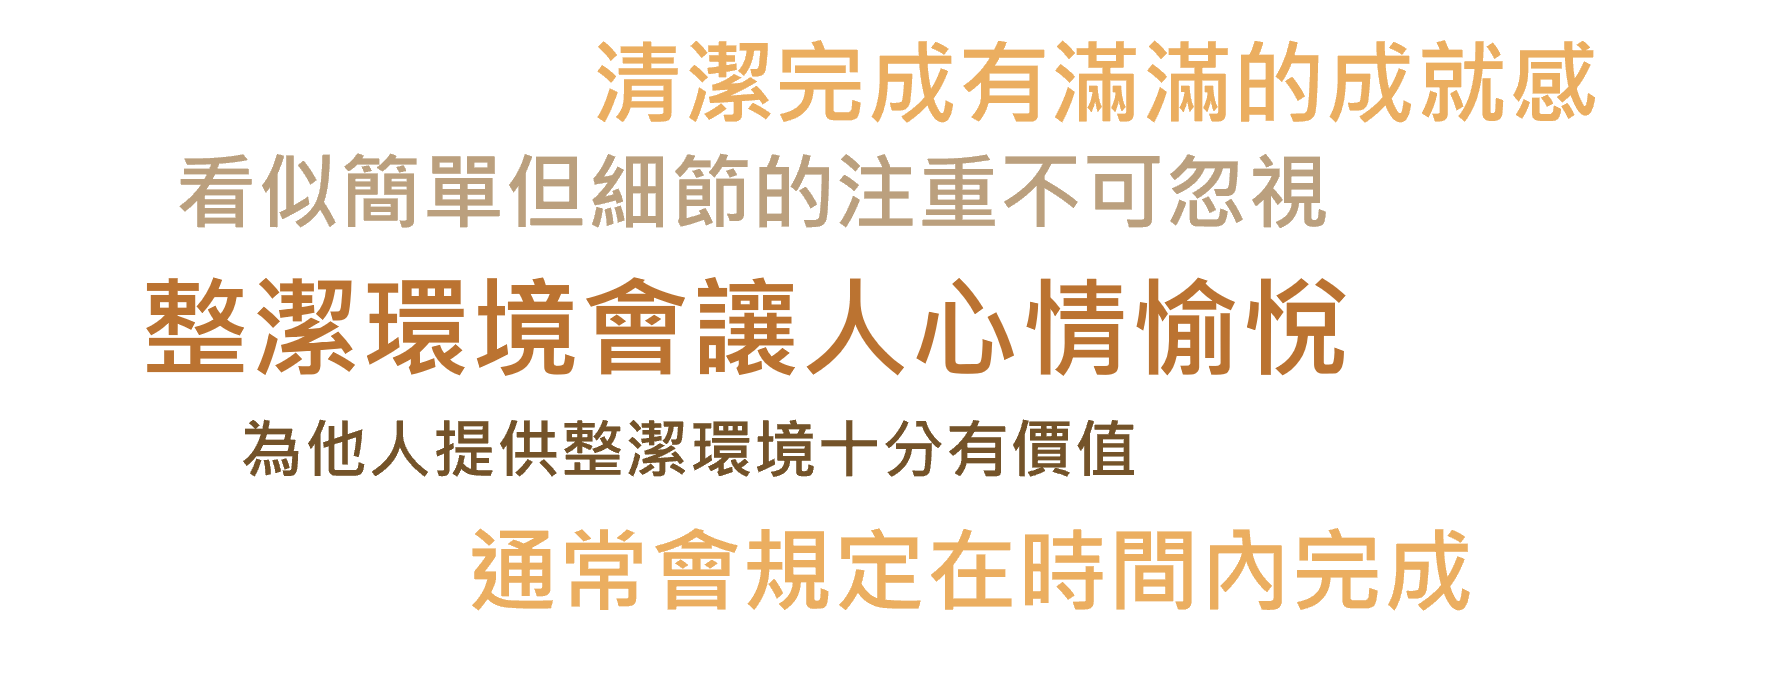 清潔完成有滿滿的成就感
看似簡單但細節的注重不可忽視
整潔環境會讓人心情愉悅
為他人提供整潔環境十分有價值
通常會規定在時間內完成